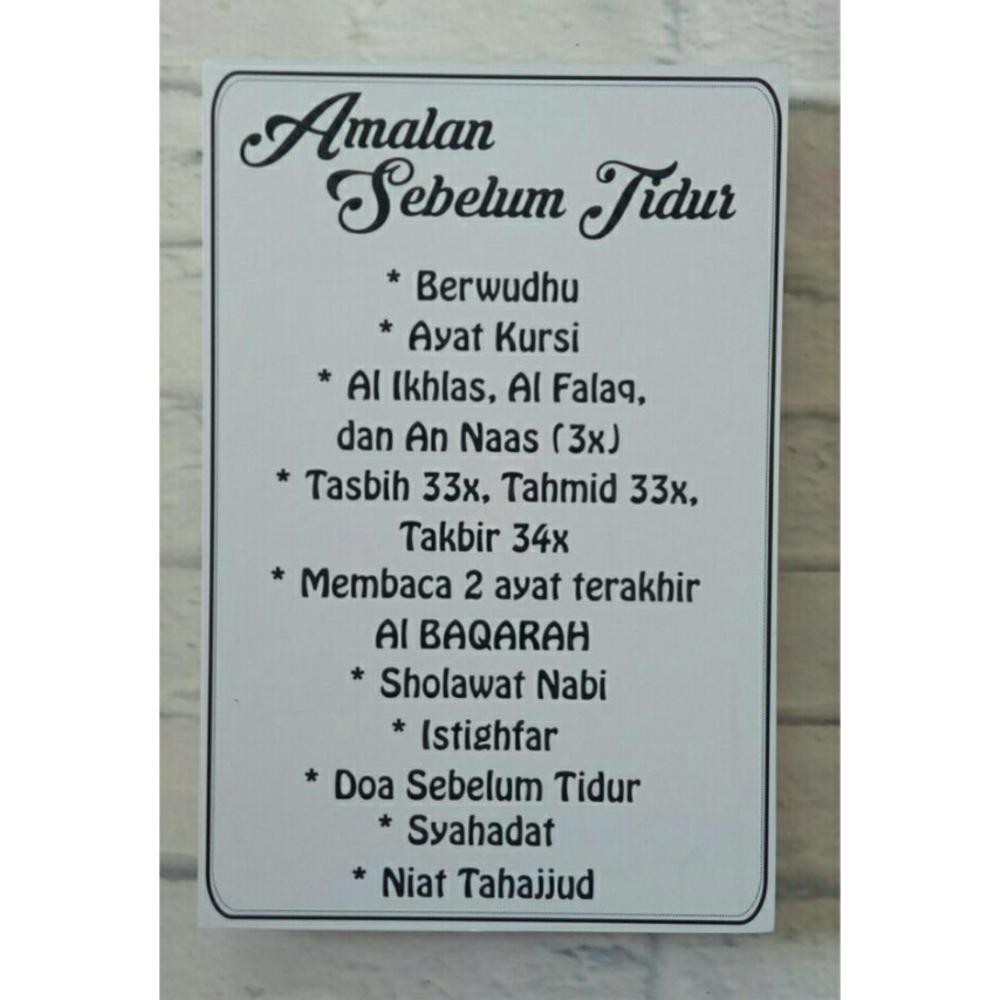 Amalan
Sebelum Tidur
* Berwudhu
* Ayat Kursi
* Al Ikhlas, Al Falaq,
dan An Naas (3x)
* Tasbih 33x, Tahmid 33x,
Takbir 34x
* Membaca 2 ayat terakhir
Al BAQARAH
* Sholawat Nabi
* Istighfar
* Doa Sebelum Tidur
* Syahadat
* Niat Tahajjud